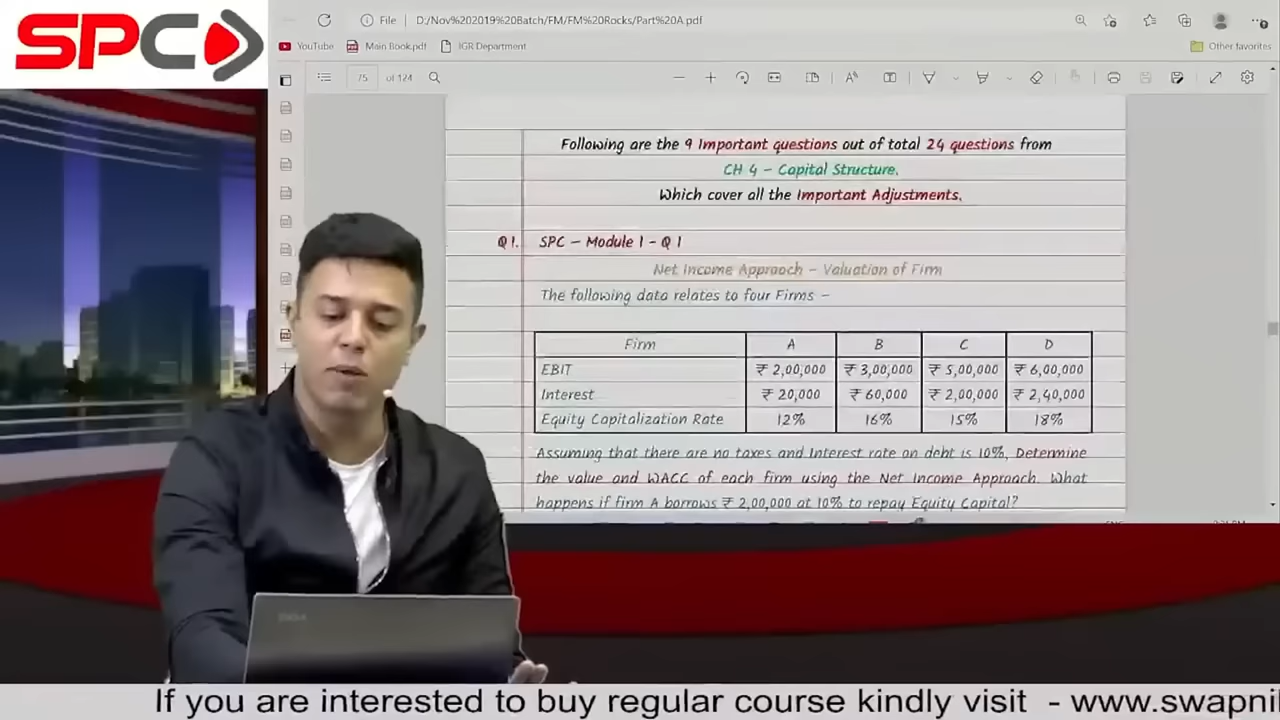 SPC
File D:/Nov%202019%20Batch/FM/FM%20Rocks/Part%20A.pdf
YouTube Main Book.pdf IGR Department Other favorites
75 of 124
Following are the 9 Important questions out of total 24 questions from
CH 4 – Capital Structure.
Which cover all the Important Adjustments.
Q1. SPC – Module 1 - Q 1
Net Income Approach – Valuation of Firm
The following data relates to four Firms –
Firm A B C D
EBIT ₹ 2,00,000 ₹ 3,00,000 ₹ 5,00,000 ₹ 6,00,000
Interest ₹ 20,000 ₹ 60,000 ₹ 2,00,000 ₹ 2,40,000
Equity Capitalization Rate 12% 16% 15% 18%
Assuming that there are no taxes and Interest rate on debt is 10%, Determine
the value and WACC of each firm using the Net Income Approach. What
happens if firm A borrows ₹ 2,00,000 at 10% to repay Equity Capital?
If you are interested to buy regular course kindly visit - www.swapnil